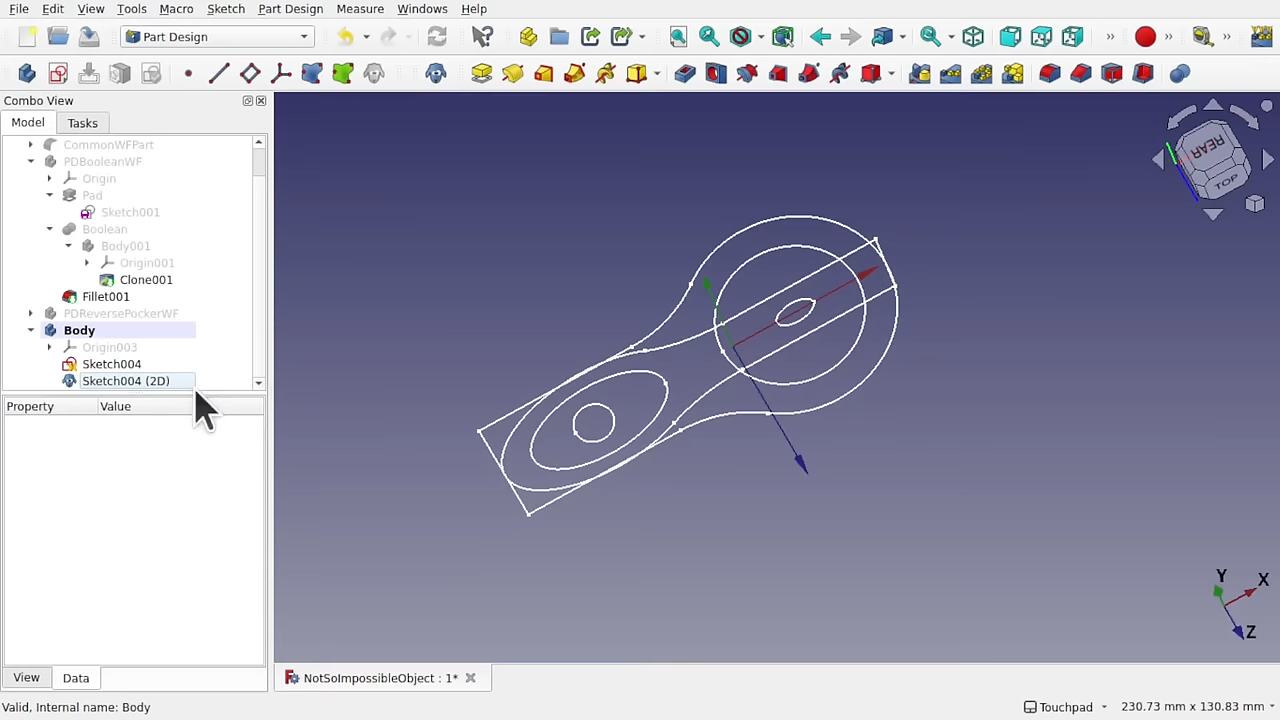 File Edit View Tools Macro Sketch Part Design Measure Windows Help
Part Design
Combo View
Model Tasks
CommonWFPart
PDBooleanWF
Origin
Pad
Sketch001
Boolean
Body001
Origin001
Clone001
Fillet001
PDReversePockerWF
Body
Origin003
Sketch004
Sketch004 (2D)
Property Value
View Data
REAR
TOP
Y
X
Z
NotSoImpossibleObject : 1*
Valid, Internal name: Body
Touchpad
230.73 mm x 130.83 mm